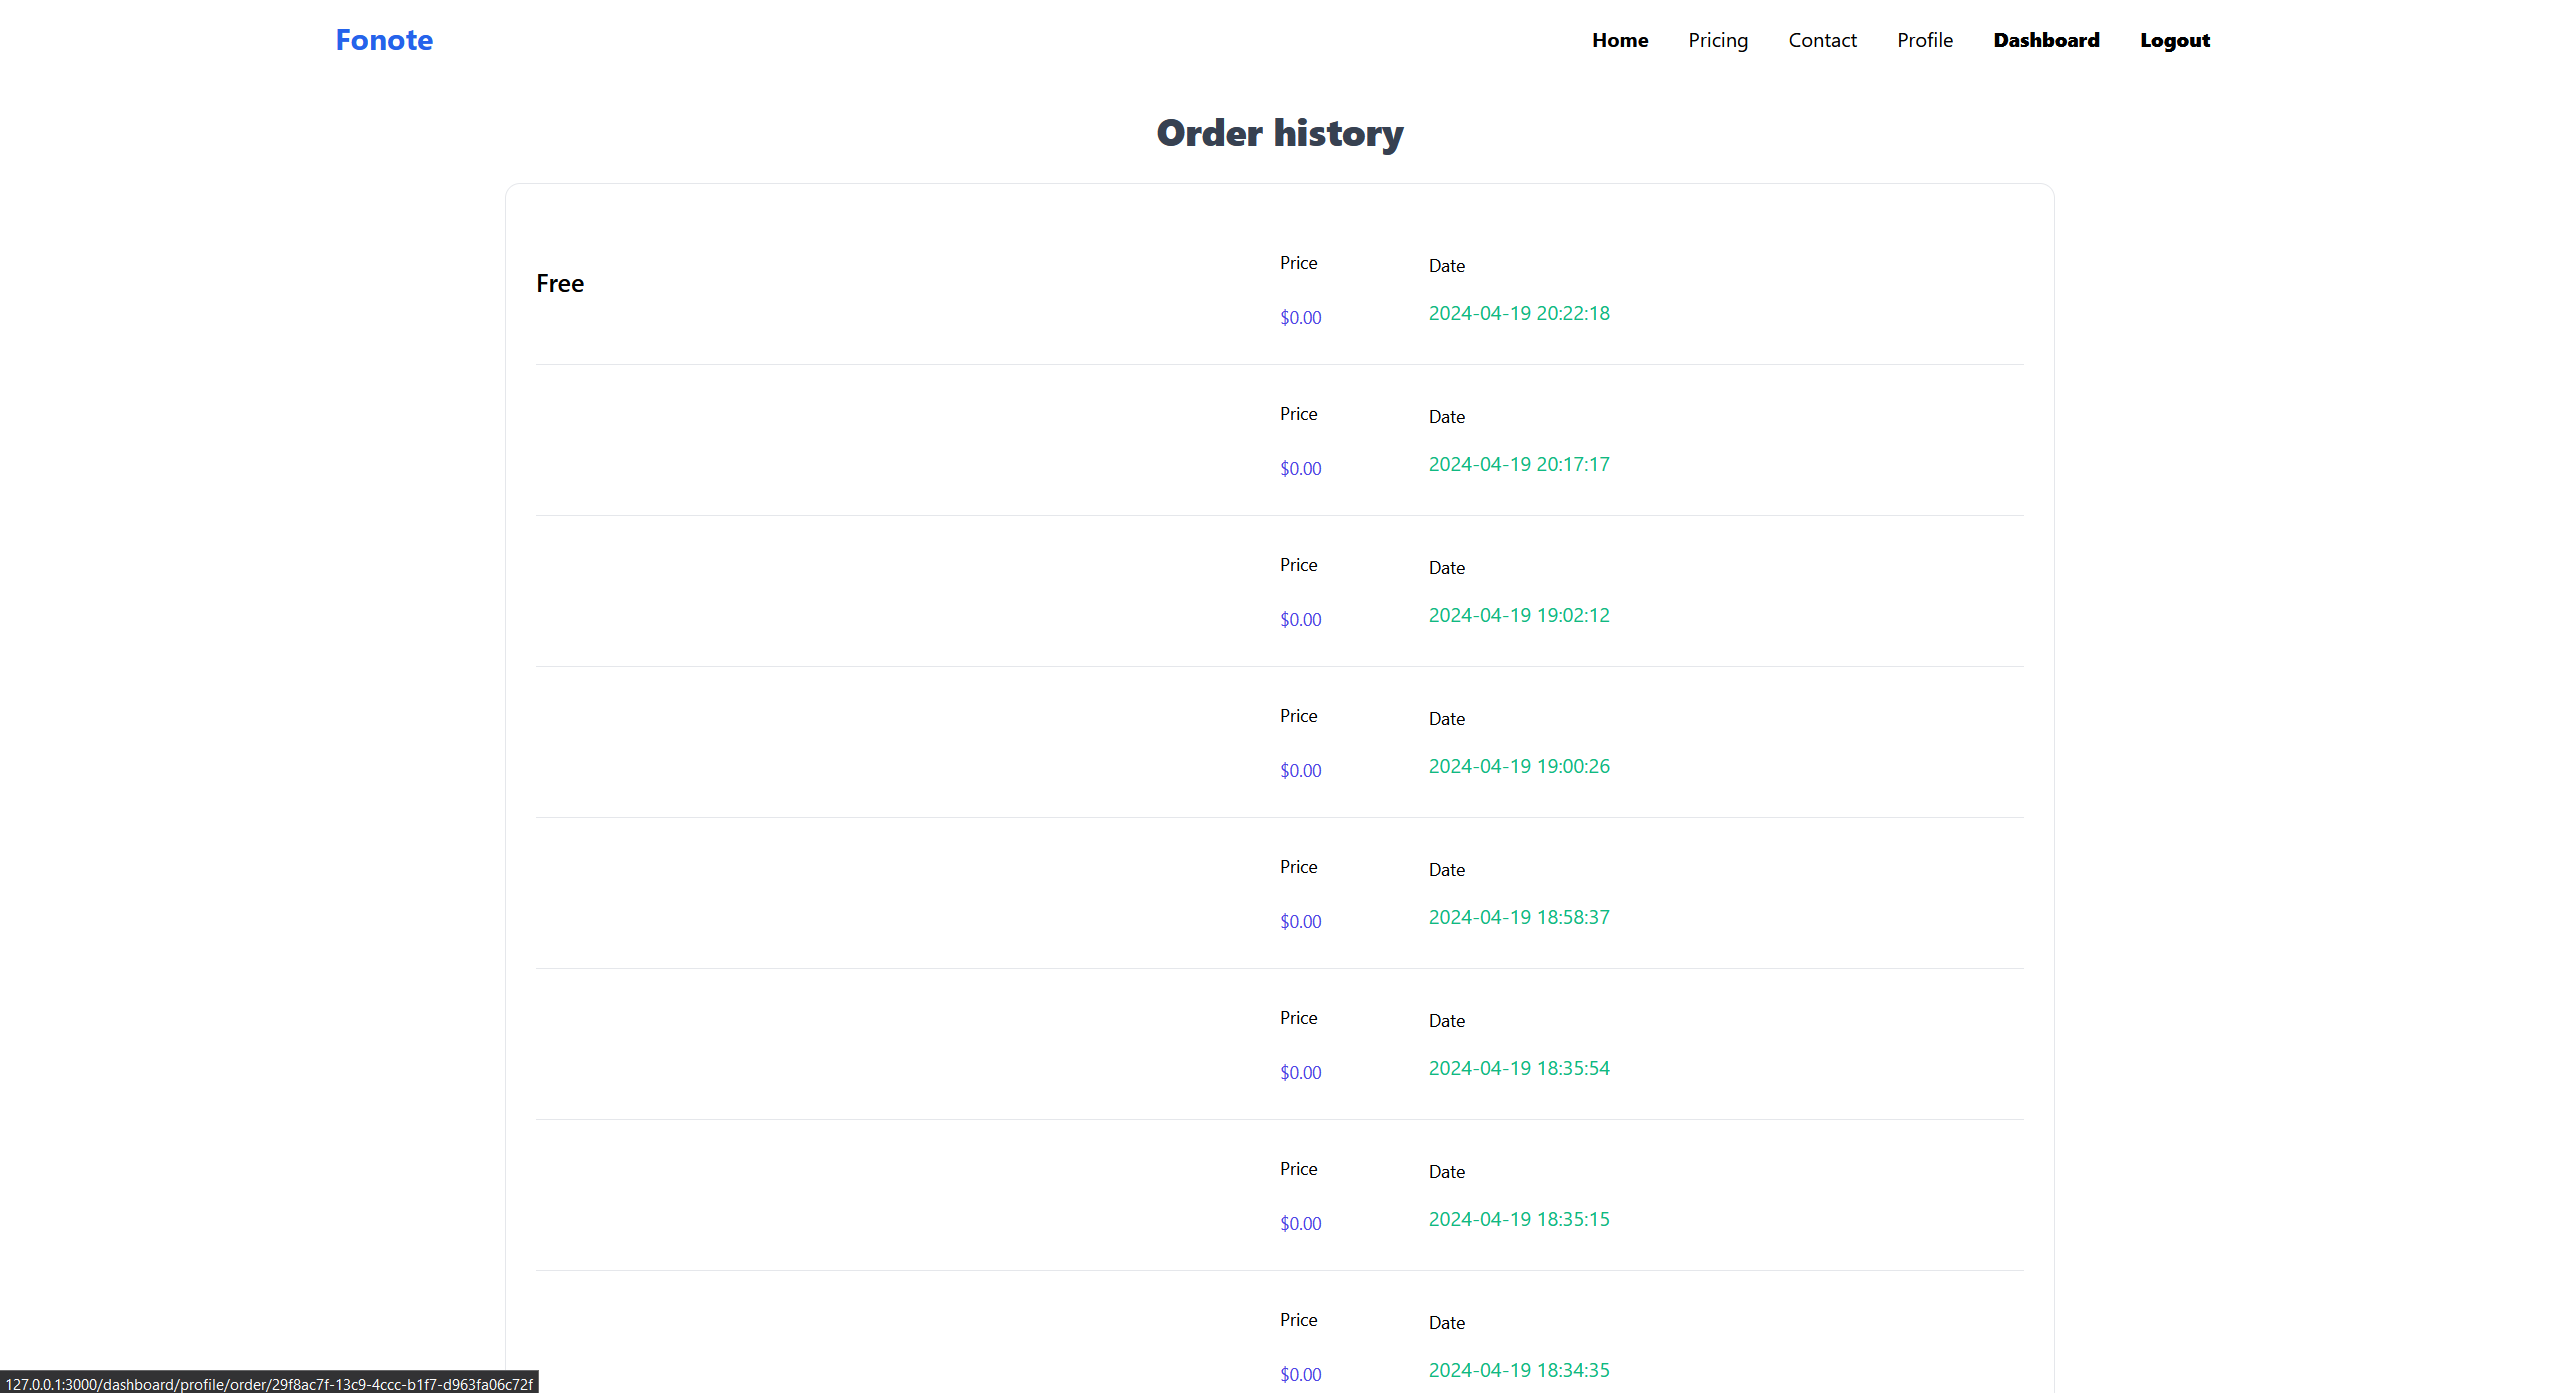 Fonote
Home Pricing Contact Profile Dashboard Logout
Order history
Free
Price Date
$0.00 2024-04-19 20:22:18
Price Date
$0.00 2024-04-19 20:17:17
Price Date
$0.00 2024-04-19 19:02:12
Price Date
$0.00 2024-04-19 19:00:26
Price Date
$0.00 2024-04-19 18:58:37
Price Date
$0.00 2024-04-19 18:35:54
Price Date
$0.00 2024-04-19 18:35:15
Price Date
$0.00 2024-04-19 18:34:35
127.0.0.1:3000/dashboard/profile/order/29f8ac7f-13c9-4ccc-b1f7-d963fa06c72f